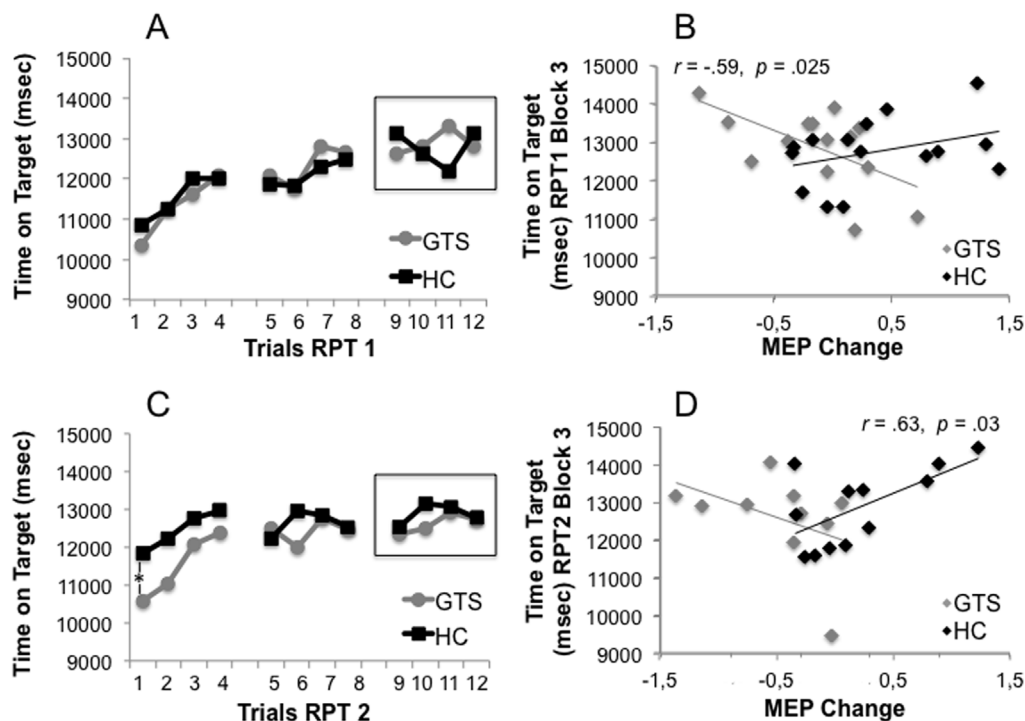 A
Time on Target (msec)
15000
14000
13000
12000
11000
10000
9000
1 2 3 4 5 6 7 8 9 10 11 12
Trials RPT 1
GTS
HC
B
r = -.59, p = .025
Time on Target
(msec) RPT1 Block 3
15000
14000
13000
12000
11000
10000
9000
-1,5 -0,5 0,5 1,5
MEP Change
GTS
HC
C
Time on Target (msec)
15000
14000
13000
12000
11000
10000
9000
*
1 2 3 4 5 6 7 8 9 10 11 12
Trials RPT 2
GTS
HC
D
r = .63, p = .03
Time on Target
(msec) RPT2 Block 3
15000
14000
13000
12000
11000
10000
9000
-1,5 -0,5 0,5 1,5
MEP Change
GTS
HC